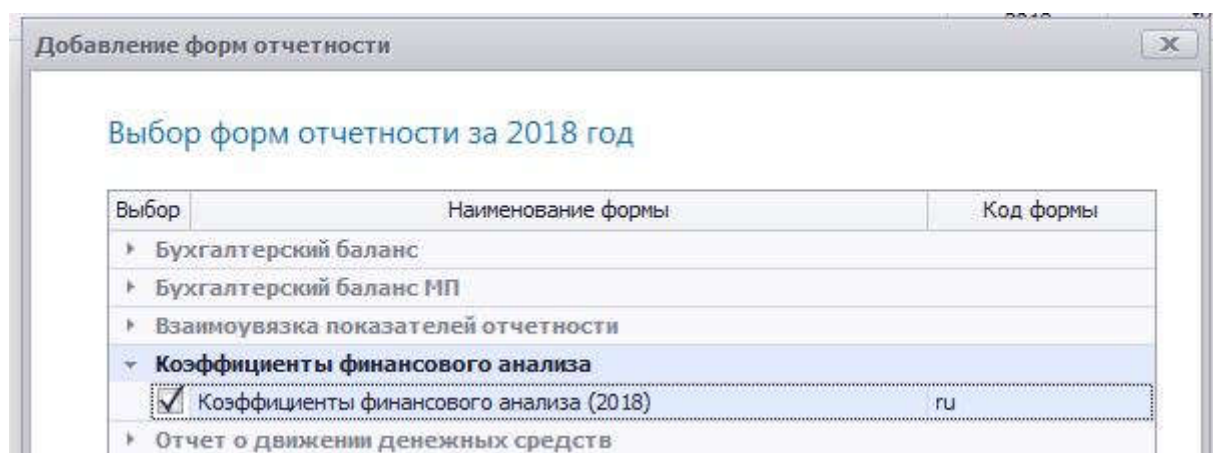 Добавление форм отчетности
Выбор форм отчетности за 2018 год
Выбор Наименование формы Код формы
Бухгалтерский баланс
Бухгалтерский баланс МП
Взаимоувязка показателей отчетности
Коэффициенты финансового анализа
Коэффициенты финансового анализа (2018) ru
Отчет о движении денежных средств